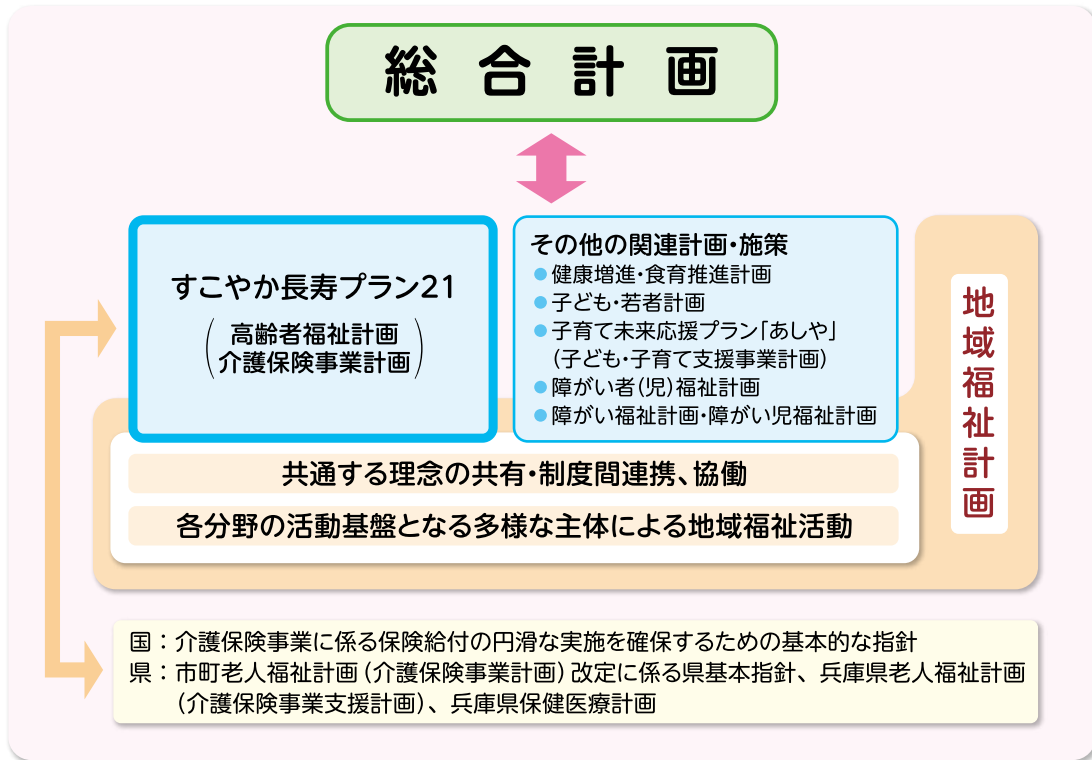 総合計画
すこやか長寿プラン21
(高齢者福祉計画
介護保険事業計画)
その他の関連計画・施策
●健康増進・食育推進計画
●子ども・若者計画
●子育て未来応援プラン「あしや」
(子ども・子育て支援事業計画)
●障がい者(児)福祉計画
●障がい福祉計画・障がい児福祉計画
共通する理念の共有・制度間連携、協働
各分野の活動基盤となる多様な主体による地域福祉活動
地域福祉計画
国:介護保険事業に係る保険給付の円滑な実施を確保するための基本的な指針
県:市町老人福祉計画(介護保険事業計画)改定に係る県基本指針、兵庫県老人福祉計画
(介護保険事業支援計画)、兵庫県保健医療計画